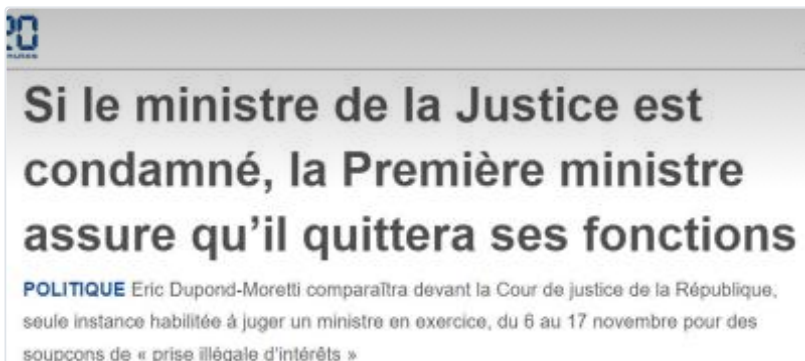 20
minutes
Si le ministre de la Justice est
condamné, la Première ministre
assure qu'il quittera ses fonctions
POLITIQUE Eric Dupond-Moretti comparaîtra devant la Cour de justice de la République,
seule instance habilitée à juger un ministre en exercice, du 6 au 17 novembre pour des
soupçons de « prise illégale d'intérêts »